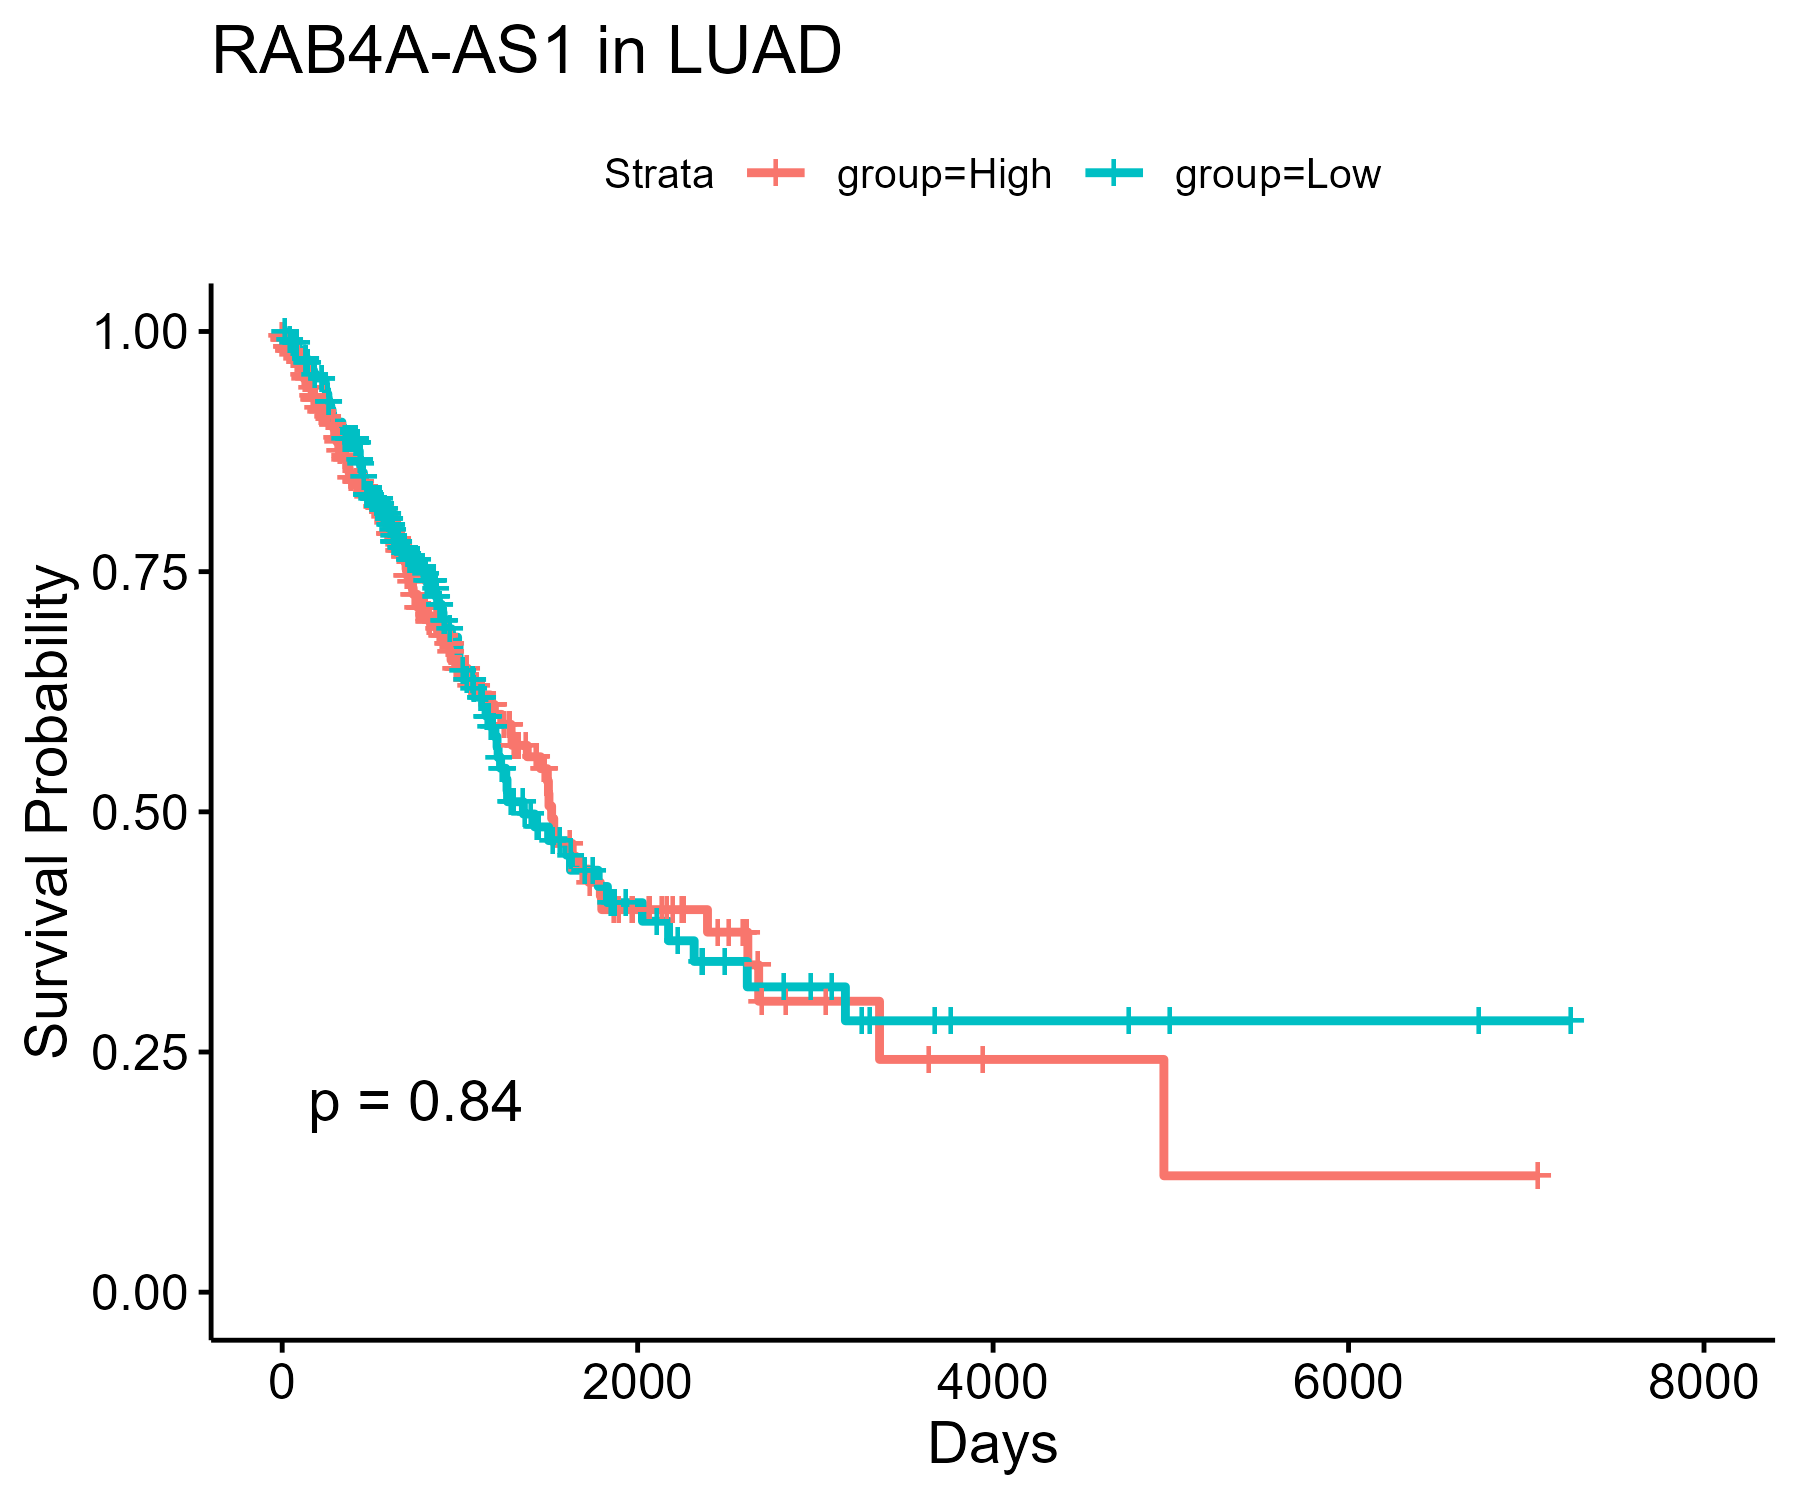 RAB4A-AS1 in LUAD
Strata group=High group=Low
Survival Probability
1.00
0.75
0.50
0.25
0.00
p = 0.84
0 2000 4000 6000 8000
Days